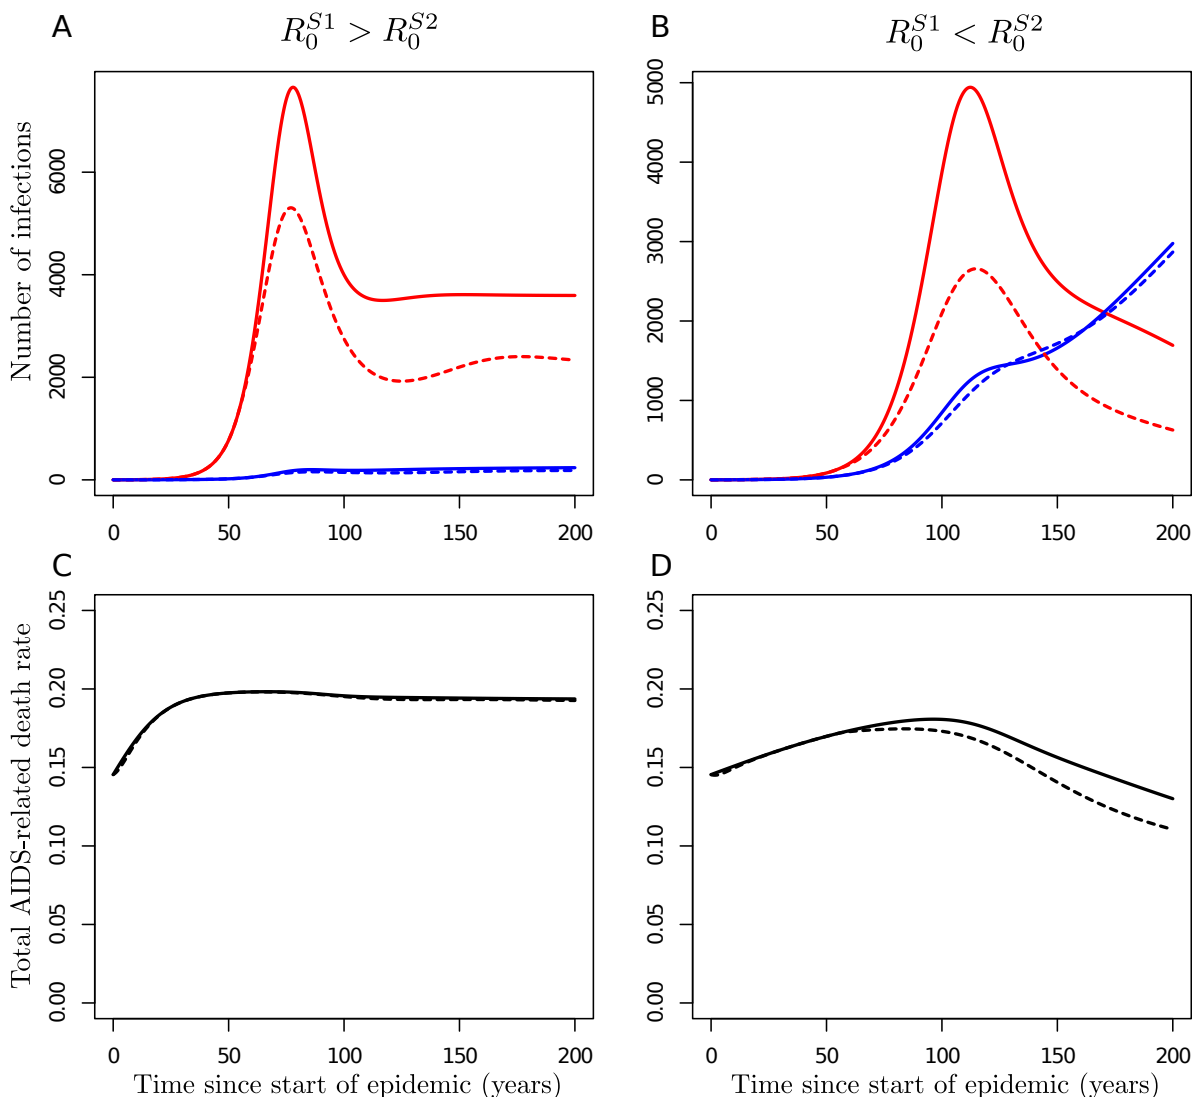 A
R_0^{S1} > R_0^{S2}
B
R_0^{S1} < R_0^{S2}
Number of infections
0 2000 4000 6000
0 50 100 150 200
0 1000 2000 3000 4000 5000
0 50 100 150 200
C
D
Total AIDS-related death rate
0.00 0.05 0.10 0.15 0.20 0.25
0 50 100 150 200
Time since start of epidemic (years)
0.00 0.05 0.10 0.15 0.20 0.25
0 50 100 150 200
Time since start of epidemic (years)